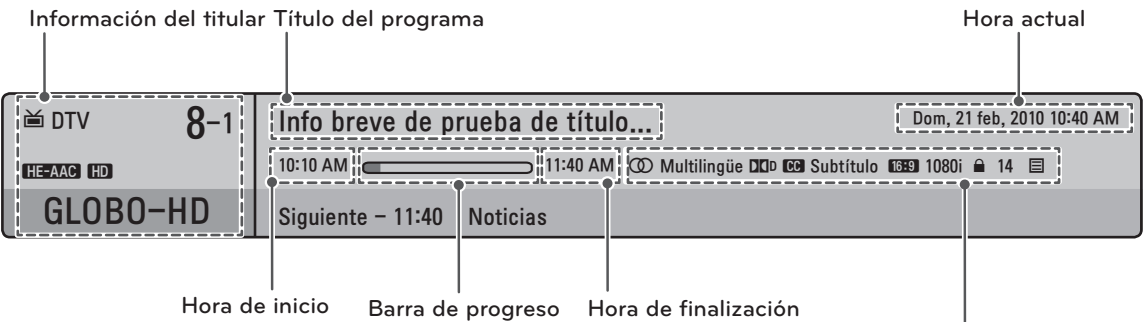 Información del titular Título del programa
Hora actual
DTV 8-1
Info breve de prueba de título...
Dom, 21 feb, 2010 10:40 AM
HE-AAC HD
10:10 AM 11:40 AM Multilingüe D CC Subtítulo 16:9 1080i 14
GLOBO-HD
Siguiente - 11:40 Noticias
Hora de inicio Barra de progreso Hora de finalización